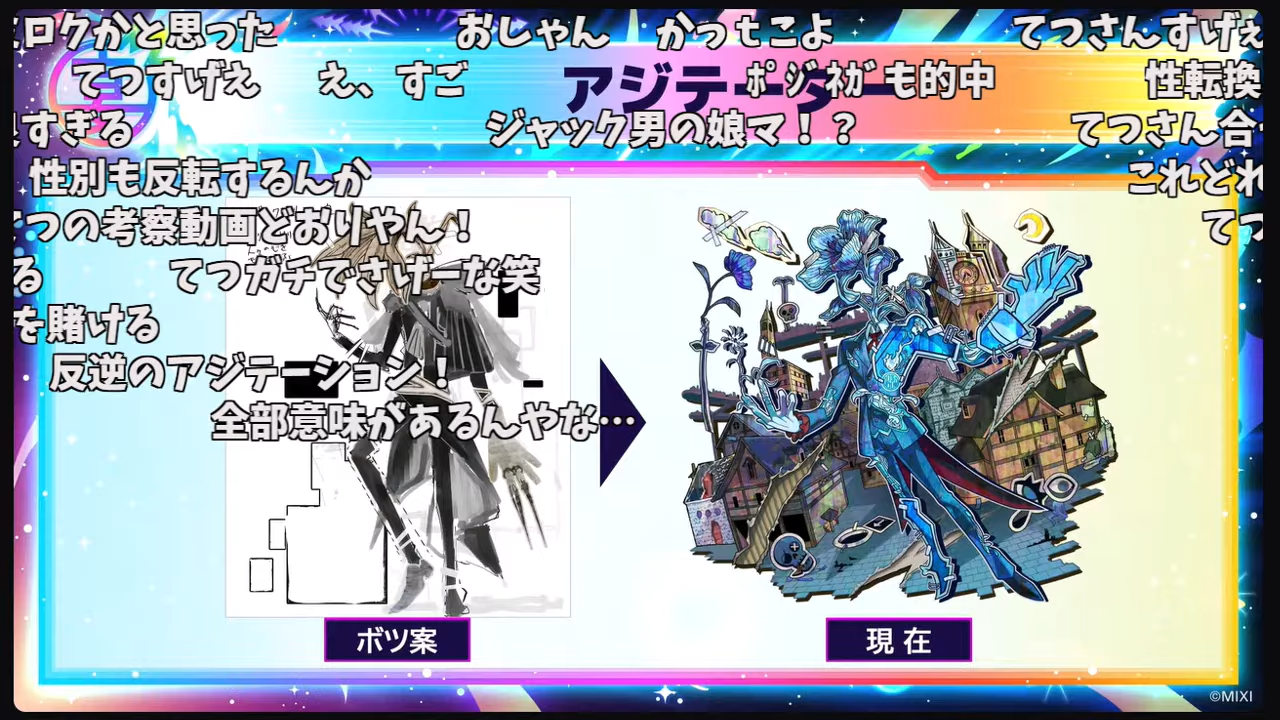 ロクかと思った おしゃん かっtこよ てつさんすげぇ
てつすげえ え、すご アジテーター ポジネガも的中 性転換
すぎる ジャック男の娘マ！？ てつさん合
性別も反転するんか これどれ
つの考察動画どおりやん！ てつ
る てつガチでさげーな笑
を賭ける
反逆のアジテーション！
全部意味があるんやな…
ボツ案 現在
©MIXI